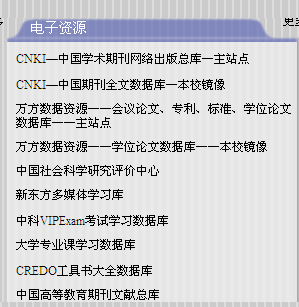 电子资源
CNKI—中国学术期刊网络出版总库—主站点
CNKI—中国期刊全文数据库—本校镜像
万方数据资源——会议论文、专利、标准、学位论文
数据库——主站点
万方数据资源——学位论文数据库——本校镜像
中国社会科学研究评价中心
新东方多媒体学习库
中科VIPExam考试学习数据库
大学专业课学习数据库
CREDO工具书大全数据库
中国高等教育期刊文献总库